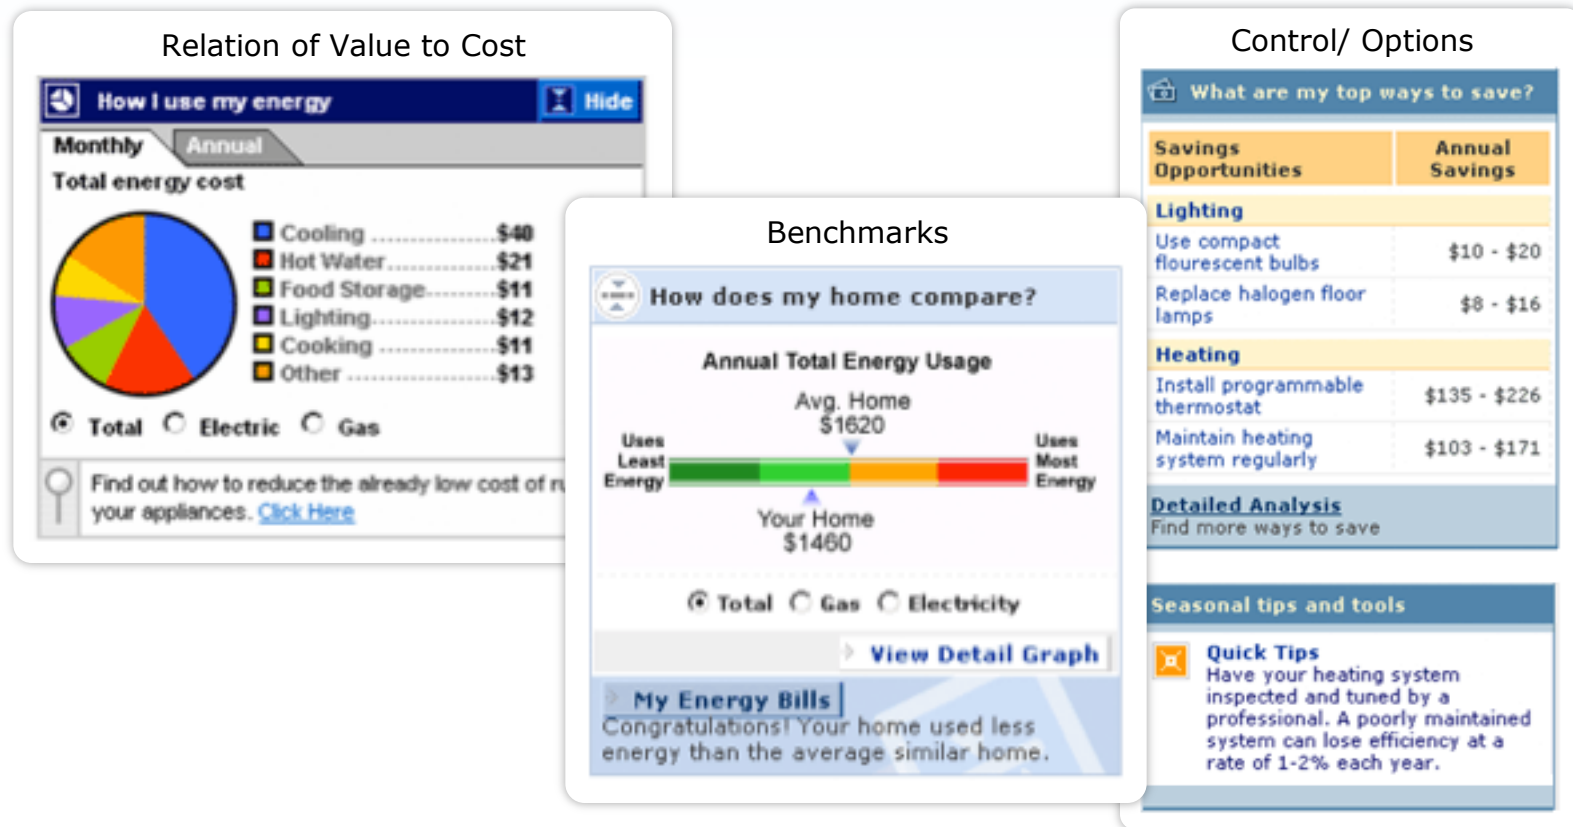 Relation of Value to Cost
How I use my energy
Hide
Monthly
Annual
Total energy cost
Cooling ..................$40
Hot Water................$21
Food Storage..........$11
Lighting...................$12
Cooking .................$11
Other ......................$13
Total Electric Gas
Find out how to reduce the already low cost of
your appliances. Click Here
Benchmarks
How does my home compare?
Annual Total Energy Usage
Avg. Home
$1620
Uses
Least
Energy
Uses
Most
Energy
Your Home
$1460
Total Gas Electricity
View Detail Graph
My Energy Bills
Congratulations! Your home used less
energy than the average similar home.
Control/ Options
What are my top ways to save?
Savings
Opportunities
Annual
Savings
Lighting
Use compact
flourescent bulbs
$10 - $20
Replace halogen floor
lamps
$8 - $16
Heating
Install programmable
thermostat
$135 - $226
Maintain heating
system regularly
$103 - $171
Detailed Analysis
Find more ways to save
Seasonal tips and tools
Quick Tips
Have your heating system
inspected and tuned by a
professional. A poorly maintained
system can lose efficiency at a
rate of 1-2% each year.